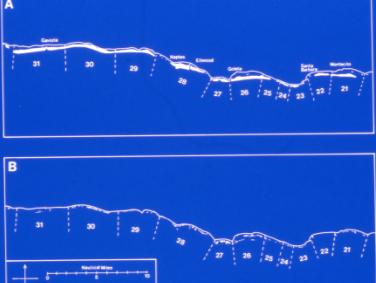 A
Gaviota
Naples
Ellwood
Goleta
Santa
Barbara
Montecito
31 30 29 28 27 26 25 24 23 22 21
B
31 30 29 28 27 26 25 24 23 22 21
Nautical Miles
0 5 10